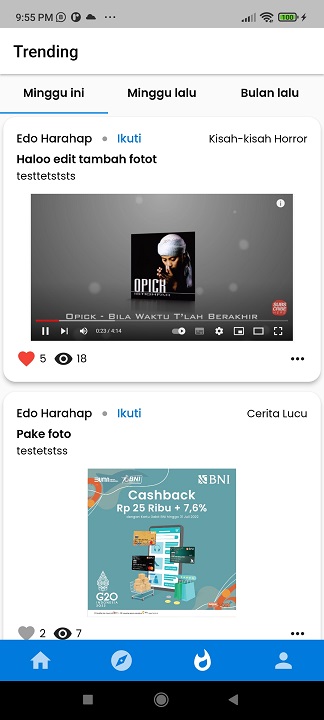 9:55 PM
100
Trending
Minggu ini
Minggu lalu
Bulan lalu
Edo Harahap • Ikuti
Kisah-kisah Horror
Haloo edit tambah fotot
testtetststs
OPICK
OPICK - BILA WAKTU T'LAH BERAKHIR
SUBSCRIBE
0:23 / 4:14
5
18
Edo Harahap • Ikuti
Cerita Lucu
Pake foto
testetstss
BNI
Cashback
Rp 25 Ribu + 7,6%
G20
2
7